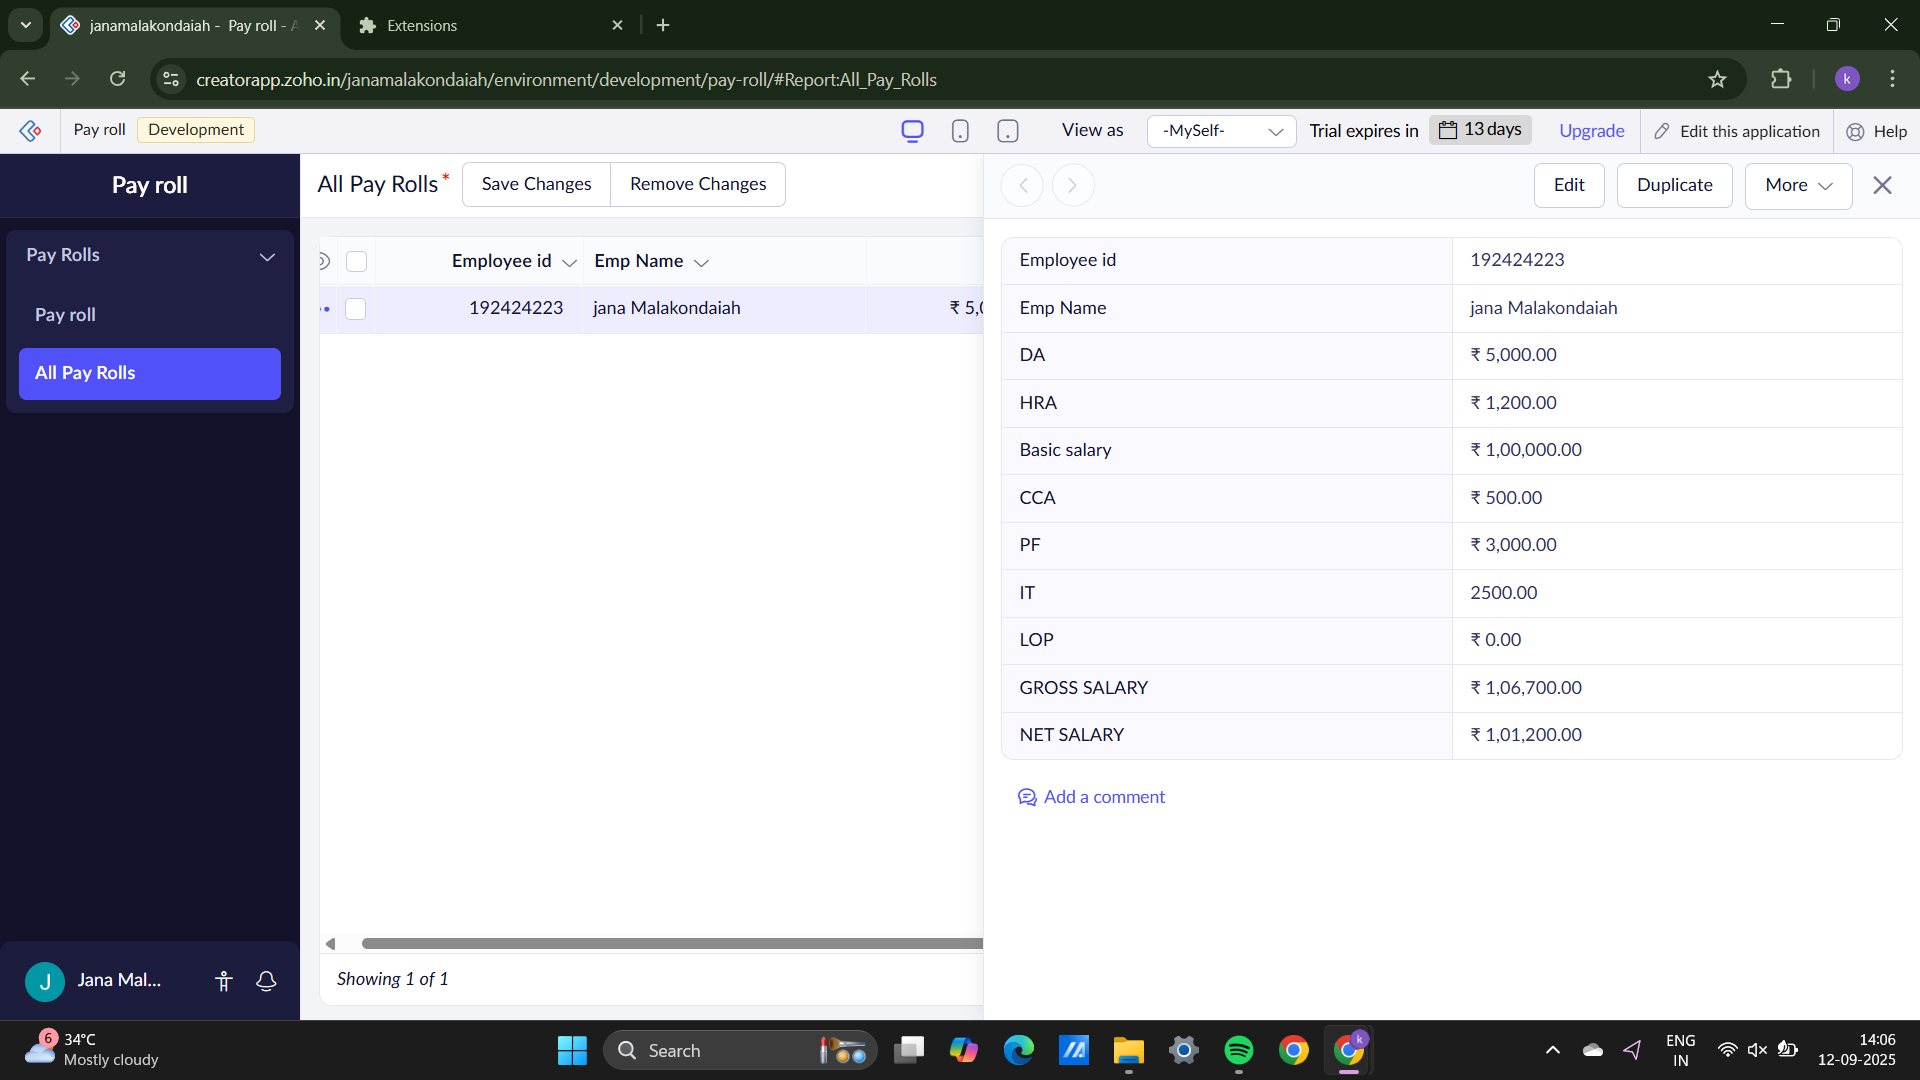 janamalakondaiah - Pay roll - A
Extensions
creatorapp.zoho.in/janamalakondaiah/environment/development/pay-roll/#Report:All_Pay_Rolls
k
Pay roll
Development
View as
-MySelf-
Trial expires in
13 days
Upgrade
Edit this application
Help
Pay roll
Pay Rolls
Pay roll
All Pay Rolls
J
Jana Mal...
All Pay Rolls*
Save Changes
Remove Changes
Employee id
Emp Name
192424223
jana Malakondaiah
₹ 5,0
Showing 1 of 1
Edit
Duplicate
More
Employee id
192424223
Emp Name
jana Malakondaiah
DA
₹ 5,000.00
HRA
₹ 1,200.00
Basic salary
₹ 1,00,000.00
CCA
₹ 500.00
PF
₹ 3,000.00
IT
2500.00
LOP
₹ 0.00
GROSS SALARY
₹ 1,06,700.00
NET SALARY
₹ 1,01,200.00
Add a comment
6
34°C
Mostly cloudy
Search
k
ENG
IN
14:06
12-09-2025